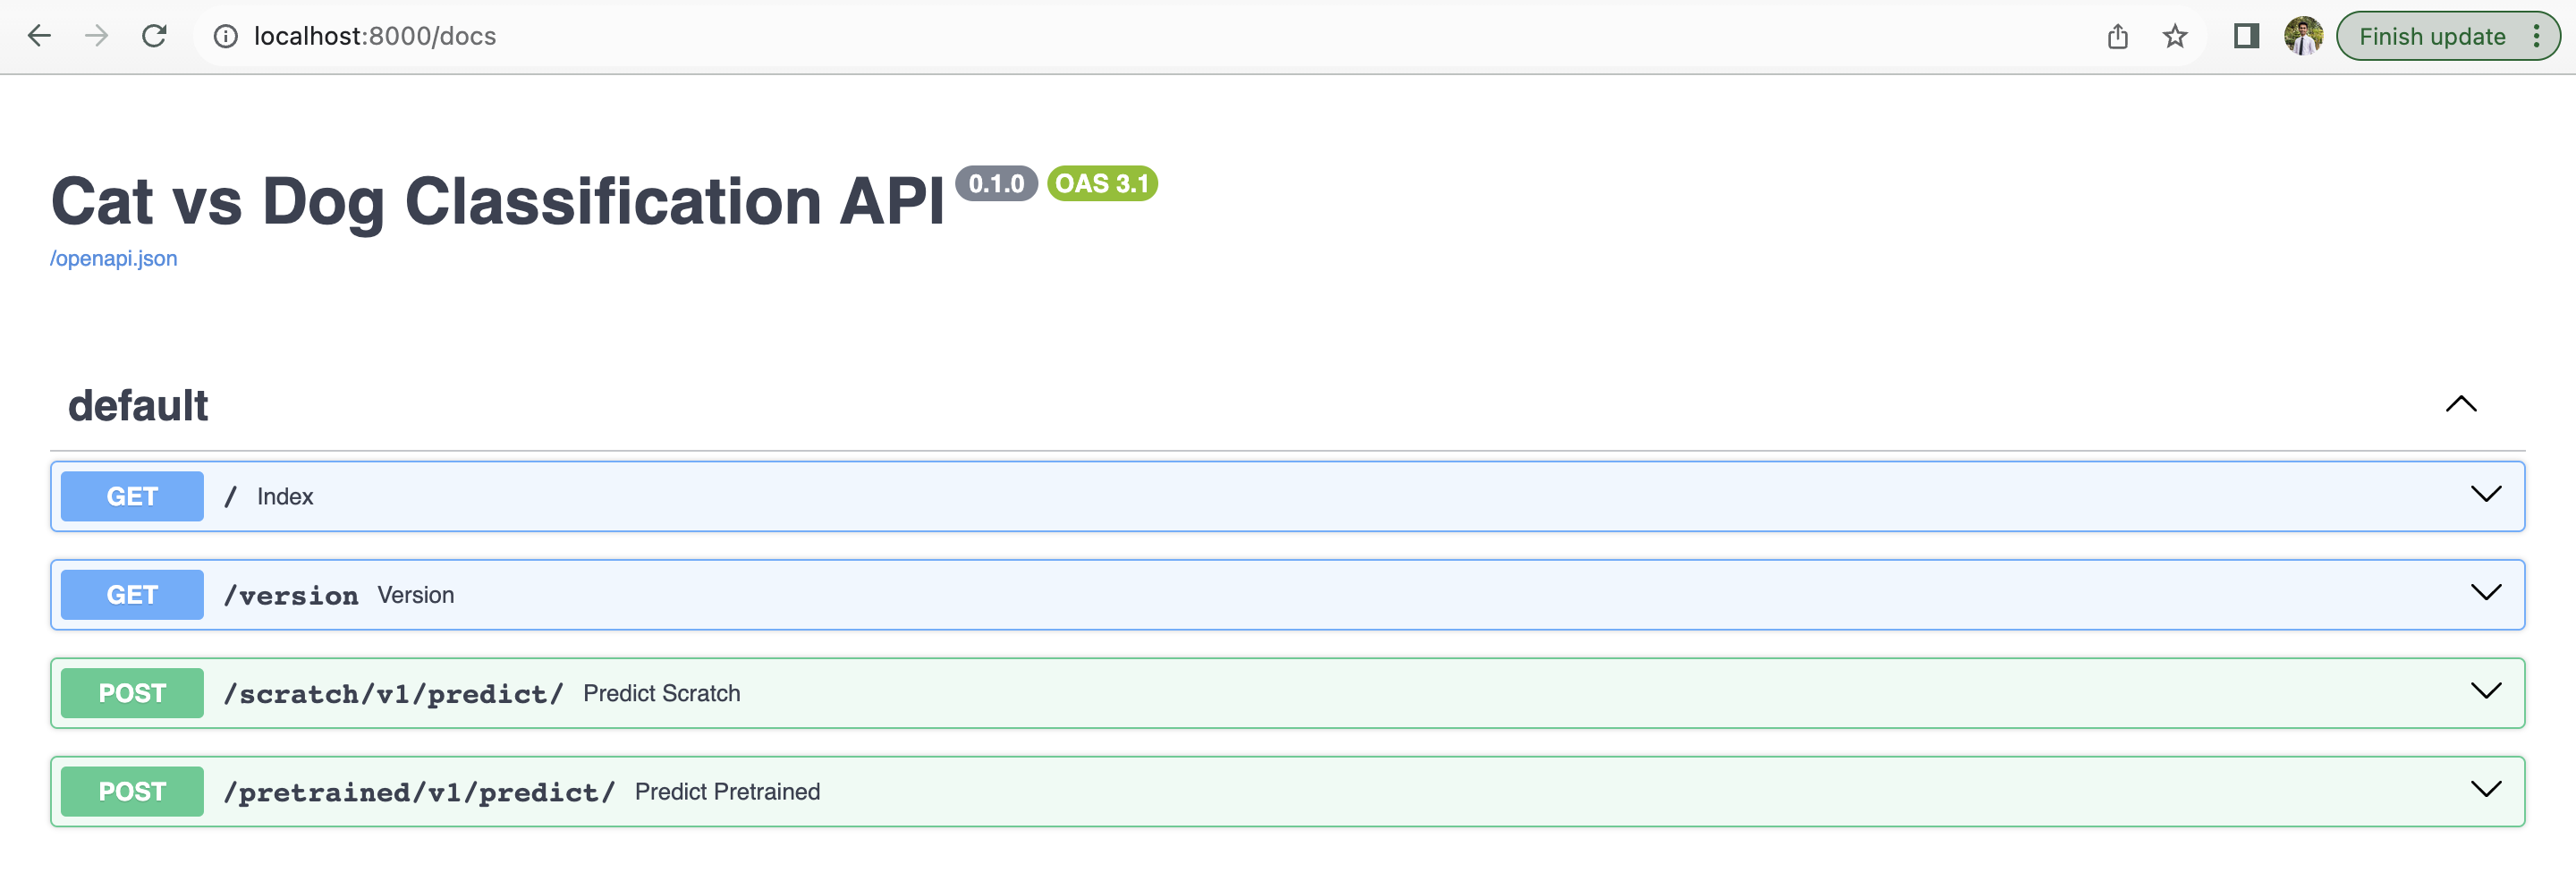 localhost:8000/docs
Finish update
Cat vs Dog Classification API 0.1.0 OAS 3.1
/openapi.json
default
GET / Index
GET /version Version
POST /scratch/v1/predict/ Predict Scratch
POST /pretrained/v1/predict/ Predict Pretrained